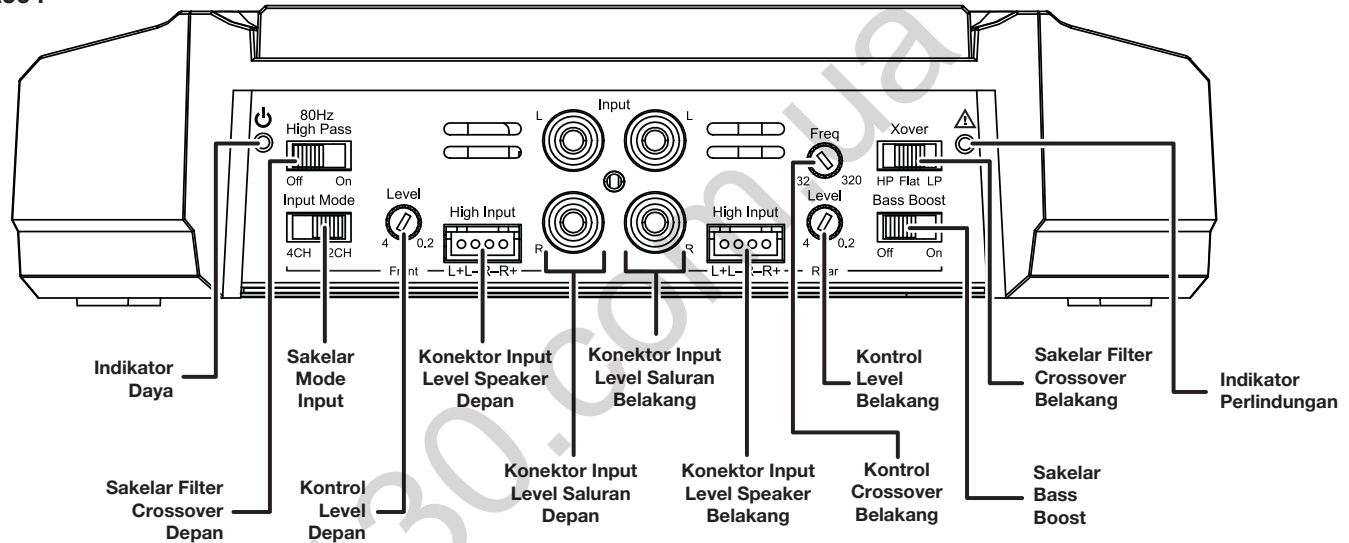 80Hz
High Pass
Off On
Input Mode
4CH 2CH
Level
4 0.2
High Input
Front L+L–R–R+
L Input L
R R
High Input
L+L–R–R+ Rear
Freq
32 320
Level
4 0.2
Xover
HP Flat LP
Bass Boost
Off On
Indikator
Daya
Sakelar
Mode
Input
Konektor Input
Level Speaker
Depan
Konektor Input
Level Saluran
Belakang
Kontrol
Level
Belakang
Sakelar Filter
Crossover
Belakang
Indikator
Perlindungan
Sakelar Filter
Crossover
Depan
Kontrol
Level
Depan
Konektor Input
Level Saluran
Depan
Konektor Input
Level Speaker
Belakang
Kontrol
Crossover
Belakang
Sakelar
Bass
Boost
30.com.ua